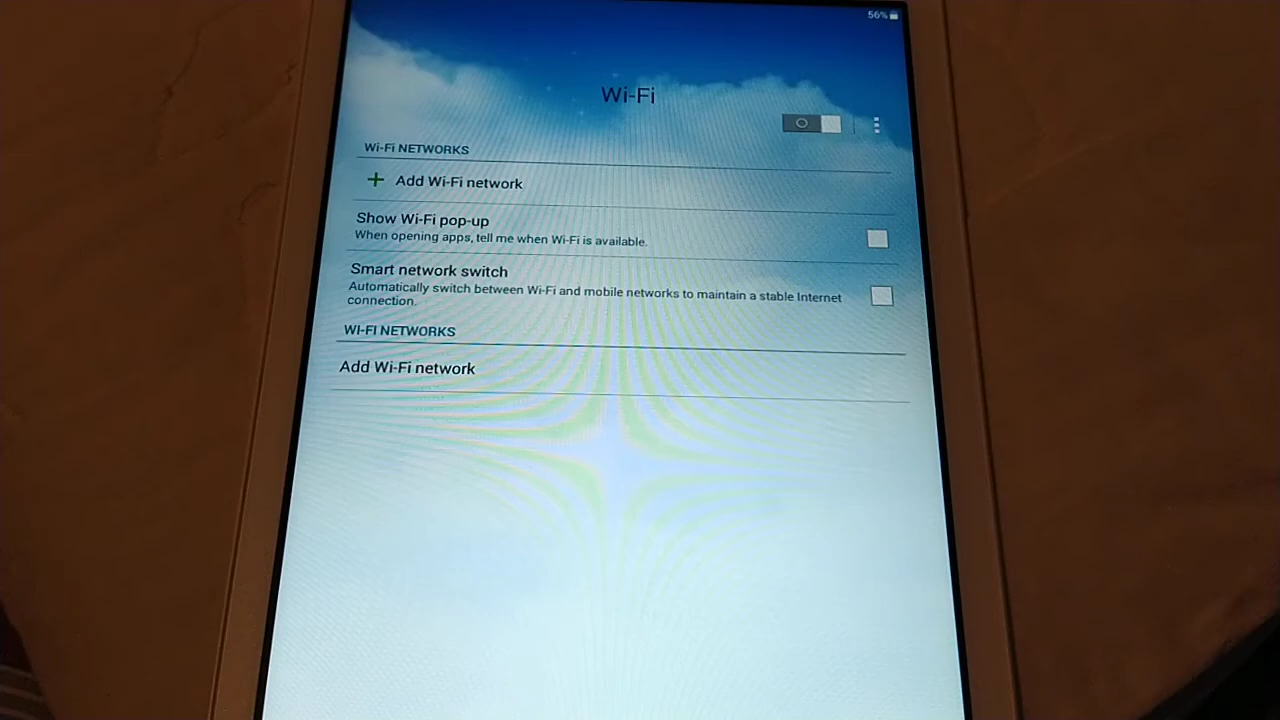 56%
Wi-Fi
Wi-Fi NETWORKS
Add Wi-Fi network
Show Wi-Fi pop-up
When opening apps, tell me when Wi-Fi is available.
Smart network switch
Automatically switch between Wi-Fi and mobile networks to maintain a stable Internet
connection.
WI-FI NETWORKS
Add Wi-Fi network